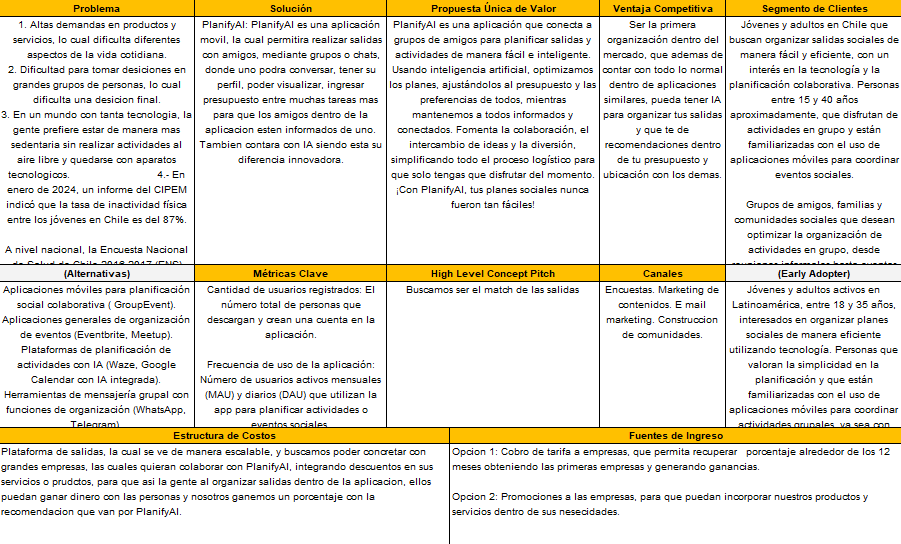 Problema
1. Altas demandas en productos y
servicios, lo cual dificulta diferentes
aspectos de la vida cotidiana.
2. Dificultad para tomar desiciones en
grandes grupos de personas, lo cual
dificulta una desicion final.
3. En un mundo con tanta tecnologia, la
gente prefiere estar de manera mas
sedentaria sin realizar actividades al
aire libre y quedarse con aparatos
tecnologicos. 4.- En
enero de 2024, un informe del CIPEM
indicó que la tasa de inactividad física
entre los jóvenes en Chile es del 87%.
A nivel nacional, la Encuesta Nacional
de Salud de Chile 2016-2017 (ENS)
Solución
PlanifyAI: PlanifyAI es una aplicación
movil, la cual permitira realizar salidas
con amigos, mediante grupos o chats,
donde uno podra conversar, tener su
perfil, poder visualizar, ingresar
presupuesto entre muchas tareas mas
para que los amigos dentro de la
aplicacion esten informados de uno.
Tambien contara con IA siendo esta su
diferencia innovadora.
Propuesta Única de Valor
PlanifyAI es una aplicación que conecta a
grupos de amigos para planificar salidas y
actividades de manera fácil e inteligente.
Usando inteligencia artificial, optimizamos
los planes, ajustándolos al presupuesto y las
preferencias de todos, mientras
mantenemos a todos informados y
conectados. Fomenta la colaboración, el
intercambio de ideas y la diversión,
simplificando todo el proceso logístico para
que solo tengas que disfrutar del momento.
¡Con PlanifyAI, tus planes sociales nunca
fueron tan fáciles!
Ventaja Competitiva
Ser la primera
organización dentro del
mercado, que ademas de
contar con todo lo normal
dentro de aplicaciones
similares, pueda tener IA
para organizar tus salidas
y que te de
recomendaciones dentro
de tu presupuesto y
ubicación con los demas.
Segmento de Clientes
Jóvenes y adultos en Chile que
buscan organizar salidas sociales de
manera fácil y eficiente, con un
interés en la tecnología y la
planificación colaborativa. Personas
entre 15 y 40 años
aproximadamente, que disfrutan de
actividades en grupo y están
familiarizadas con el uso de
aplicaciones móviles para coordinar
eventos sociales.
Grupos de amigos, familias y
comunidades sociales que desean
optimizar la organización de
actividades en grupo, desde
(Alternativas)
Aplicaciones móviles para planificación
social colaborativa ( GroupEvent).
Aplicaciones generales de organización
de eventos (Eventbrite, Meetup).
Plataformas de planificación de
actividades con IA (Waze, Google
Calendar con IA integrada).
Herramientas de mensajería grupal con
funciones de organización (WhatsApp,
Telegram)
Métricas Clave
Cantidad de usuarios registrados: El
número total de personas que
descargan y crean una cuenta en la
aplicación.
Frecuencia de uso de la aplicación:
Número de usuarios activos mensuales
(MAU) y diarios (DAU) que utilizan la
app para planificar actividades o
eventos sociales
High Level Concept Pitch
Buscamos ser el match de las salidas
Canales
Encuestas. Marketing de
contenidos. E mail
marketing. Construccion
de comunidades.
(Early Adopter)
Jóvenes y adultos activos en
Latinoamérica, entre 18 y 35 años,
interesados en organizar planes
sociales de manera eficiente
utilizando tecnología. Personas que
valoran la simplicidad en la
planificación y que están
familiarizadas con el uso de
aplicaciones móviles para coordinar
actividades grupales, ya sea con
Estructura de Costos
Plataforma de salidas, la cual se ve de manera escalable, y buscamos poder concretar con
grandes empresas, las cuales quieran colaborar con PlanifyAI, integrando descuentos en sus
servicios o prudctos, para que asi la gente al organizar salidas dentro de la aplicacion, ellos
puedan ganar dinero con las personas y nosotros ganemos un porcentaje con la
recomendacion que van por PlanifyAI.
Fuentes de Ingreso
Opcion 1: Cobro de tarifa a empresas, que permita recuperar porcentaje alrededor de los 12
meses obteniendo las primeras empresas y generando ganancias.
Opcion 2: Promociones a las empresas, para que puedan incorporar nuestros productos y
servicios dentro de sus nesecidades.